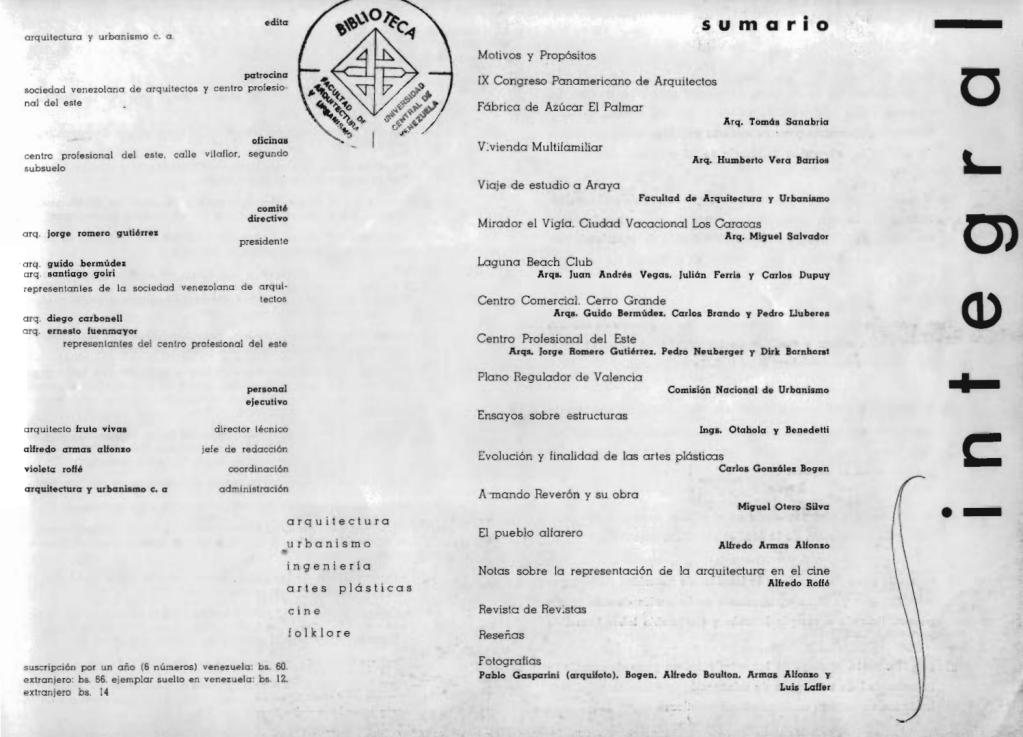 edita
arquitectura y urbanismo c. a.
patrocina
sociedad venezolana de arquitectos y centro profesio-
nal del este
oficinas
centro profesional del este, calle vilaflor, segundo
subsuelo
comité
directivo
arq. jorge romero gutiérrez
presidente
arq. guido bermúdez
arq. santiago goiri
representantes de la sociedad venezolana de arqui-
tectos
arq. diego carbonell
arq. ernesto fuenmayor
representantes del centro profesional del este
personal
ejecutivo
arquitecto fruto vivas director técnico
alfredo armas alfonzo jefe de redacción
violeta roffé coordinación
arquitectura y urbanismo c. a administración
arquitectura
urbanismo
ingeniería
artes plásticas
cine
folklore
suscripción por un año (6 números) venezuela: bs. 60.
extranjero: bs. 66. ejemplar suelto en venezuela: bs. 12.
extranjero bs. 14
BIBLIOTECA
FACULTAD DE
ARQUITECTURA
Y URBANISMO
UNIVERSIDAD
CENTRAL DE
VENEZUELA
sumario
Motivos y Propósitos
IX Congreso Panamericano de Arquitectos
Fábrica de Azúcar El Palmar
Arq. Tomás Sanabria
Vivienda Multifamiliar
Arq. Humberto Vera Barrios
Viaje de estudio a Araya
Facultad de Arquitectura y Urbanismo
Mirador el Vigía. Ciudad Vacacional Los Caracas
Arq. Miguel Salvador
Laguna Beach Club
Arqs. Juan Andrés Vegas, Julián Ferris y Carlos Dupuy
Centro Comercial. Cerro Grande
Arqs. Guido Bermúdez. Carlos Brando y Pedro Lluberes
Centro Profesional del Este
Arqs. Jorge Romero Gutiérrez, Pedro Neuberger y Dirk Bornhorst
Plano Regulador de Valencia
Comisión Nacional de Urbanismo
Ensayos sobre estructuras
Ings. Otahola y Benedetti
Evolución y finalidad de las artes plásticas
Carlos González Bogen
Armando Reverón y su obra
Miguel Otero Silva
El pueblo alfarero
Alfredo Armas Alfonzo
Notas sobre la representación de la arquitectura en el cine
Alfredo Roffé
Revista de Revistas
Reseñas
Fotografías
Pablo Gasparini (arquifoto), Bogen, Alfredo Boulton, Armas Alfonzo y
Luis Laffer
integral